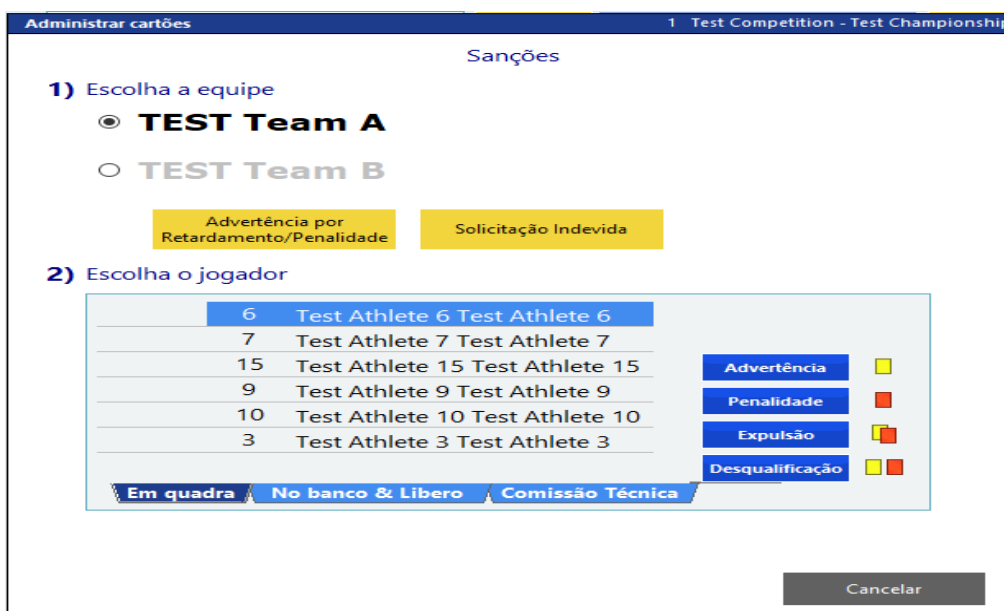 Administrar cartões
1 Test Competition - Test Championship
Sanções
1) Escolha a equipe
TEST Team A
TEST Team B
Advertência por
Retardamento/Penalidade
Solicitação Indevida
2) Escolha o jogador
6 Test Athlete 6 Test Athlete 6
7 Test Athlete 7 Test Athlete 7
15 Test Athlete 15 Test Athlete 15
9 Test Athlete 9 Test Athlete 9
10 Test Athlete 10 Test Athlete 10
3 Test Athlete 3 Test Athlete 3
Advertência
Penalidade
Expulsão
Desqualificação
Em quadra No banco & Libero Comissão Técnica
Cancelar